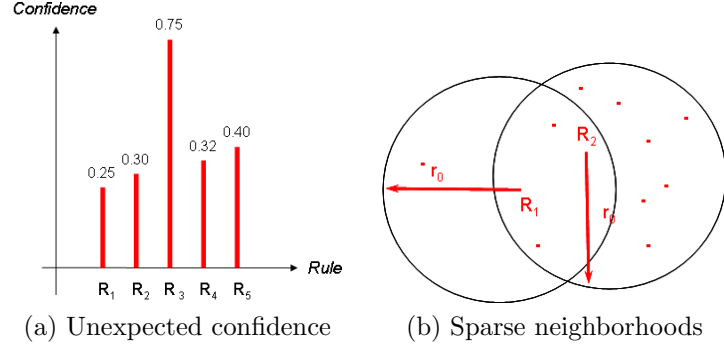 Confidence
0.75
0.32
0.40
0.30
0.25
Rule
R1 R2 R3 R4 R5
(a) Unexpected confidence
R2
r0
R1
r0
(b) Sparse neighborhoods